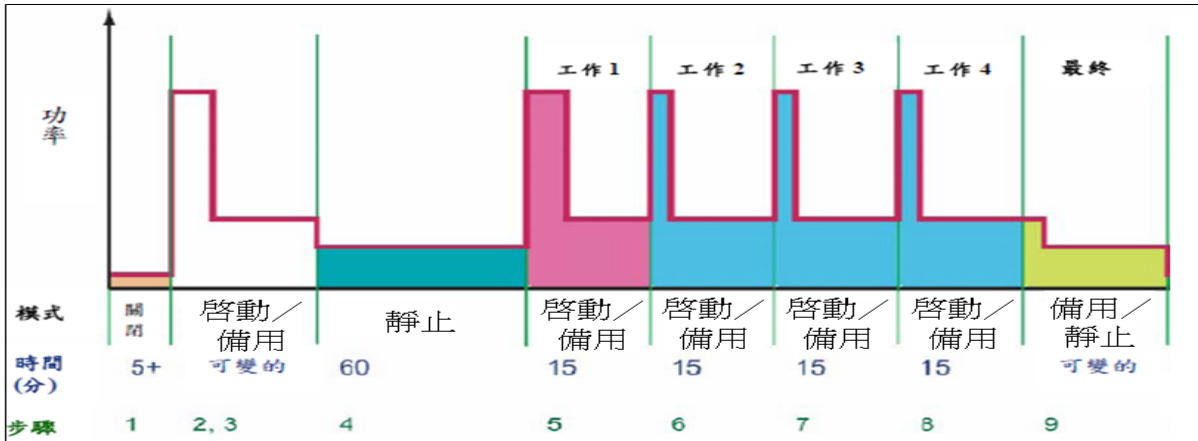 工作1 工作2 工作3 工作4 最終
功
率
模式 關閉 啓動／備用 靜止 啓動／備用 啓動／備用 啓動／備用 啓動／備用 備用／靜止
時間(分) 5+ 可變的 60 15 15 15 15 可變的
步驟 1 2, 3 4 5 6 7 8 9